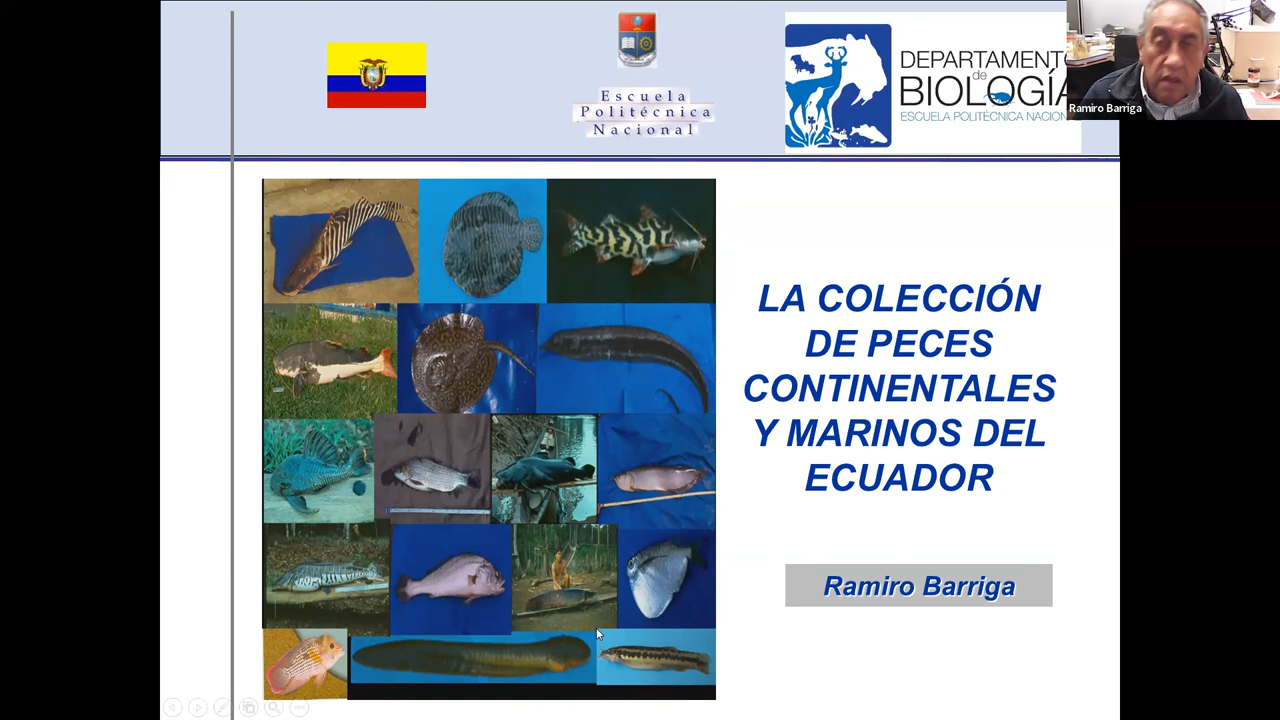 Escuela
Politécnica
Nacional
DEPARTAMENTO
de
BIOLOGÍA
ESCUELA POLITÉCNICA NACION
Ramiro Barriga
LA COLECCIÓN
DE PECES
CONTINENTALES
Y MARINOS DEL
ECUADOR
Ramiro Barriga